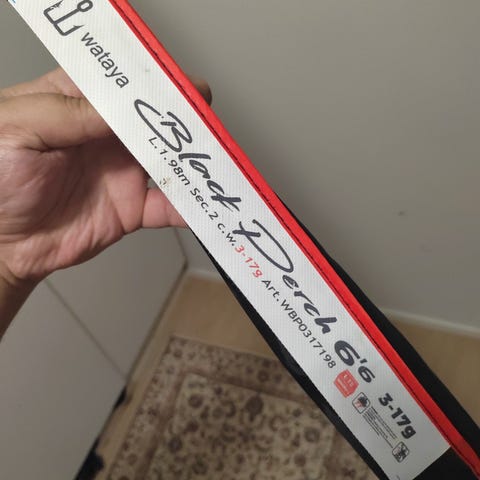 wataya
Black Perch 6'6 3-17g
L.1.98m Sec.2 c.w.3-17g Art.WBP0317198